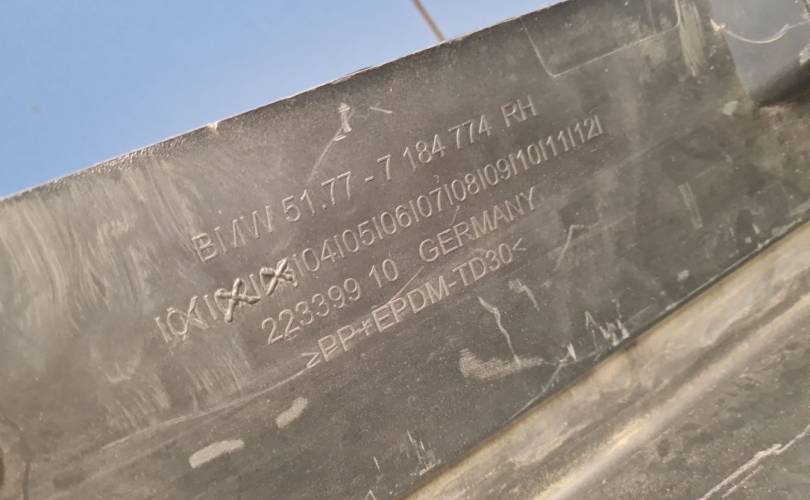 BMW 51.77 - 7 184 774 RH
|04|05|06|07|08|09|10|11|12|
223399 10 GERMANY
>PP+EPDM-TD30<